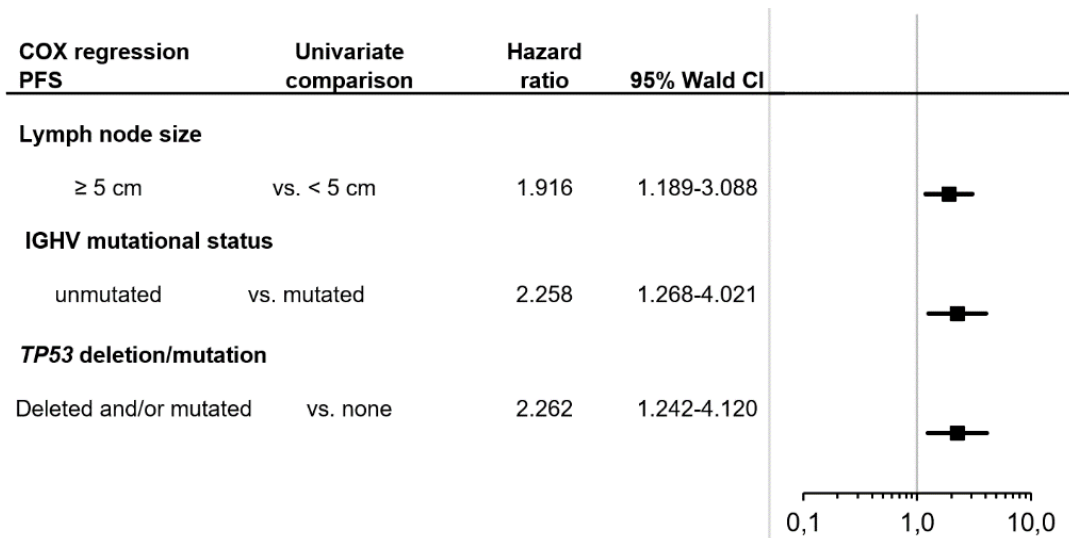 COX regression Univariate Hazard
PFS comparison ratio 95% Wald CI
Lymph node size
≥ 5 cm vs. < 5 cm 1.916 1.189-3.088
IGHV mutational status
unmutated vs. mutated 2.258 1.268-4.021
TP53 deletion/mutation
Deleted and/or mutated vs. none 2.262 1.242-4.120
0,1 1,0 10,0